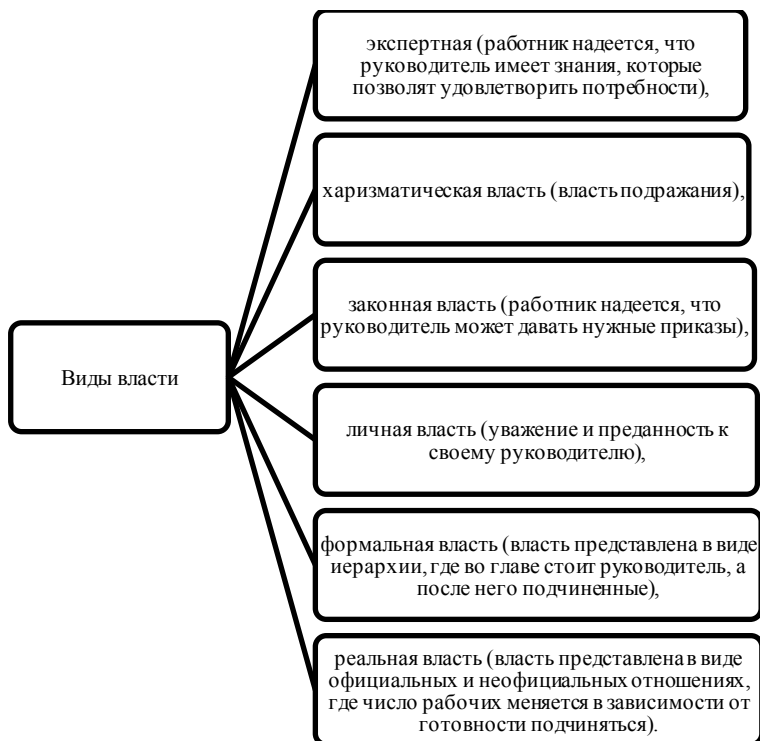 экспертная (работник надеется, что
руководитель имеет знания, которые
позволят удовлетворить потребности),
харизматическая власть (власть подражания),
законная власть (работник надеется, что
руководитель может давать нужные приказы),
Виды власти
личная власть (уважение и преданность к
своему руководителю),
формальная власть (власть представлена в виде
иерархии, где во главе стоит руководитель, а
после него подчиненные),
реальная власть (власть представлена в виде
официальных и неофициальных отношениях,
где число рабочих меняется в зависимости от
готовности подчиняться).